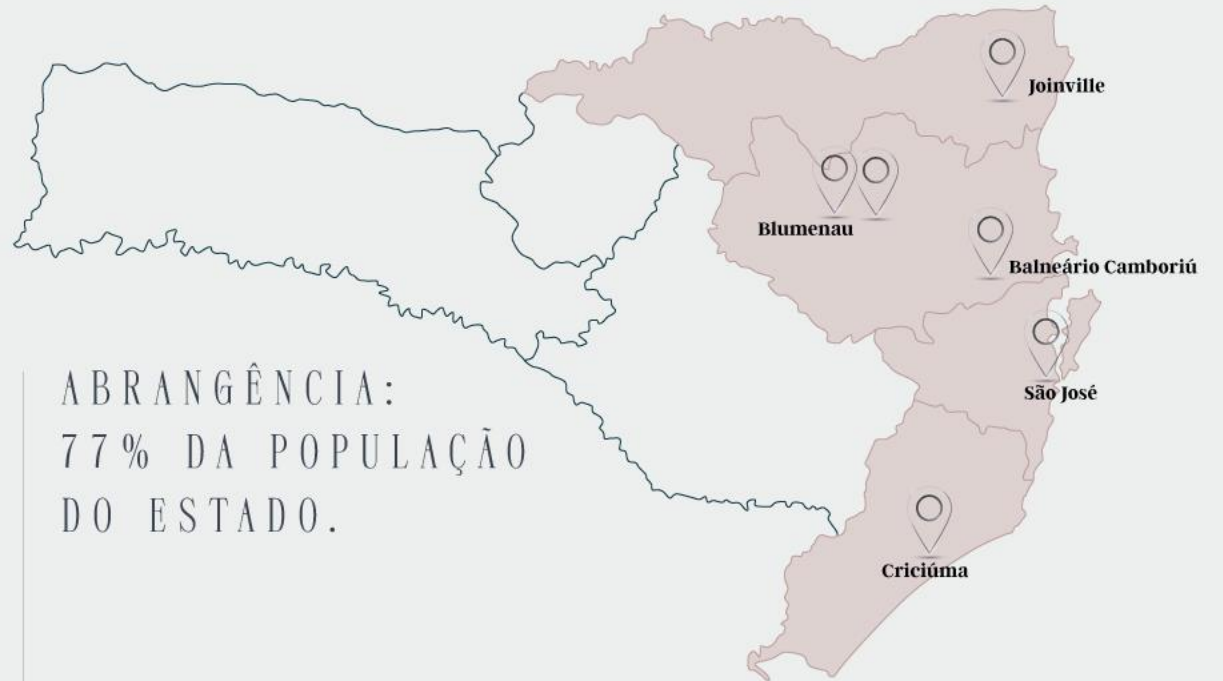 Joinville
Blumenau
Balneário Camboriú
São José
Criciúma
ABRANGÊNCIA:
77% DA POPULAÇÃO
DO ESTADO.